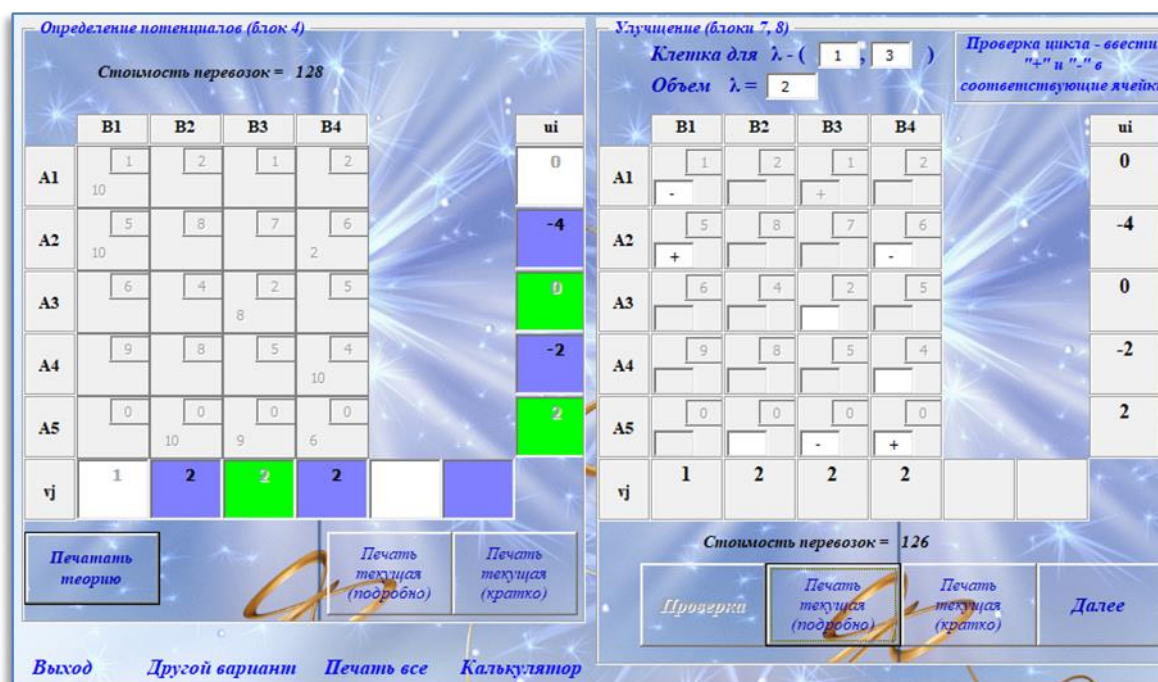 Определение потенциалов (блок 4)
Стоимость перевозок = 128
B1 B2 B3 B4 ui
A1 1 2 1 2 0
10
A2 5 8 7 6 -4
10 2
A3 6 4 2 5 0
8
A4 9 8 5 4 -2
10
A5 0 0 0 0 2
10 9 6
vj 1 2 2 2
Печатать
теорию
Печать
текущая
(подробно)
Печать
текущая
(кратко)
Выход Другой вариант Печать все Калькулятор
Улучшение (блоки 7, 8)
Клетка для λ - ( 1 , 3 )
Объем λ = 2
Проверка цикла - ввести
"+" и "-" в
соответствующие ячейки
B1 B2 B3 B4 ui
A1 1 2 1 2 0
- +
A2 5 8 7 6 -4
+ -
A3 6 4 2 5 0
A4 9 8 5 4 -2
A5 0 0 0 0 2
- +
vj 1 2 2 2
Стоимость перевозок = 126
Проверка
Печать
текущая
(подробно)
Печать
текущая
(кратко)
Далее